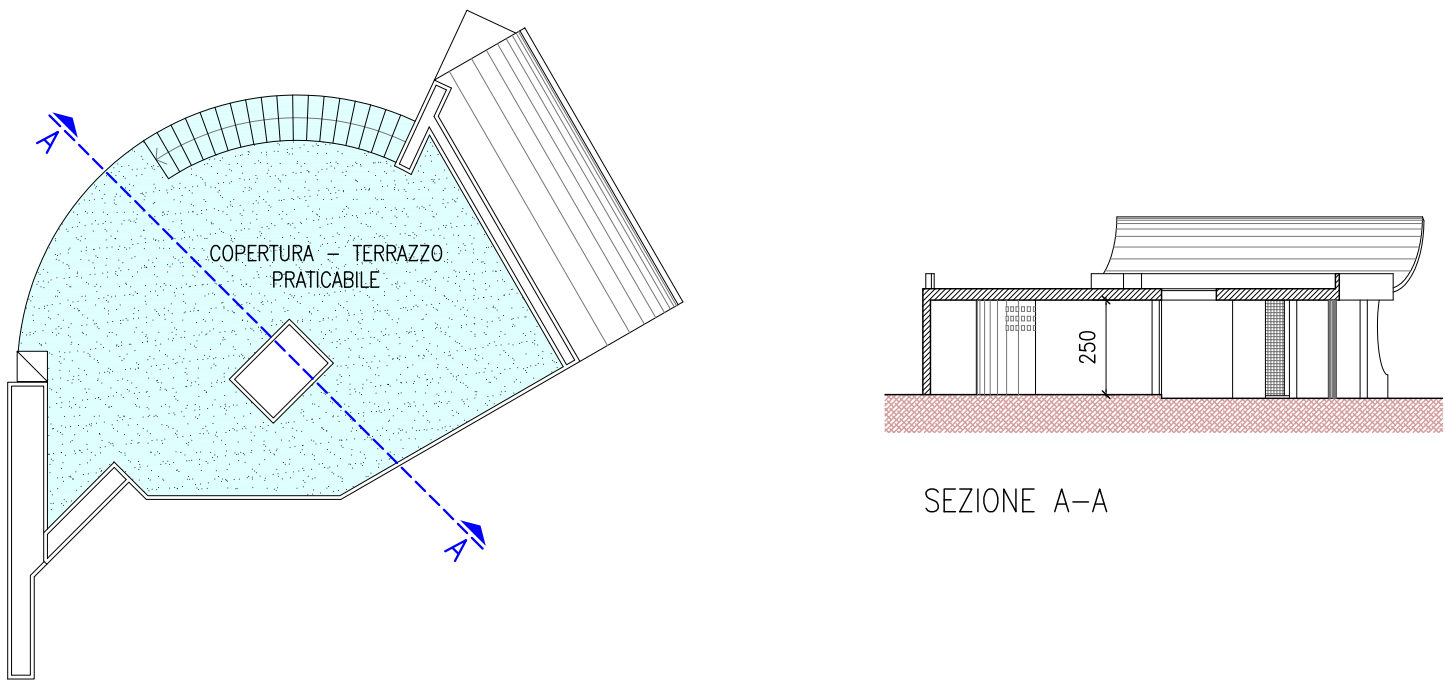 A
COPERTURA – TERRAZZO
PRATICABILE
A
250
SEZIONE A–A